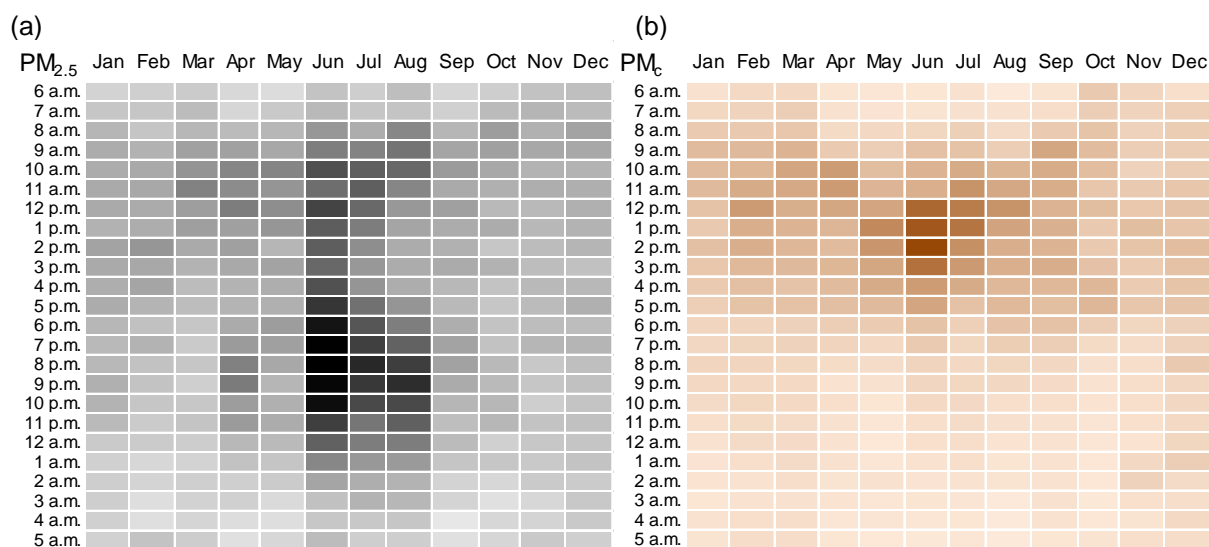 (a)
PM2.5 Jan Feb Mar Apr May Jun Jul Aug Sep Oct Nov Dec
6 a.m.
7 a.m.
8 a.m.
9 a.m.
10 a.m.
11 a.m.
12 p.m.
1 p.m.
2 p.m.
3 p.m.
4 p.m.
5 p.m.
6 p.m.
7 p.m.
8 p.m.
9 p.m.
10 p.m.
11 p.m.
12 a.m.
1 a.m.
2 a.m.
3 a.m.
4 a.m.
5 a.m.
(b)
PMc Jan Feb Mar Apr May Jun Jul Aug Sep Oct Nov Dec
6 a.m.
7 a.m.
8 a.m.
9 a.m.
10 a.m.
11 a.m.
12 p.m.
1 p.m.
2 p.m.
3 p.m.
4 p.m.
5 p.m.
6 p.m.
7 p.m.
8 p.m.
9 p.m.
10 p.m.
11 p.m.
12 a.m.
1 a.m.
2 a.m.
3 a.m.
4 a.m.
5 a.m.